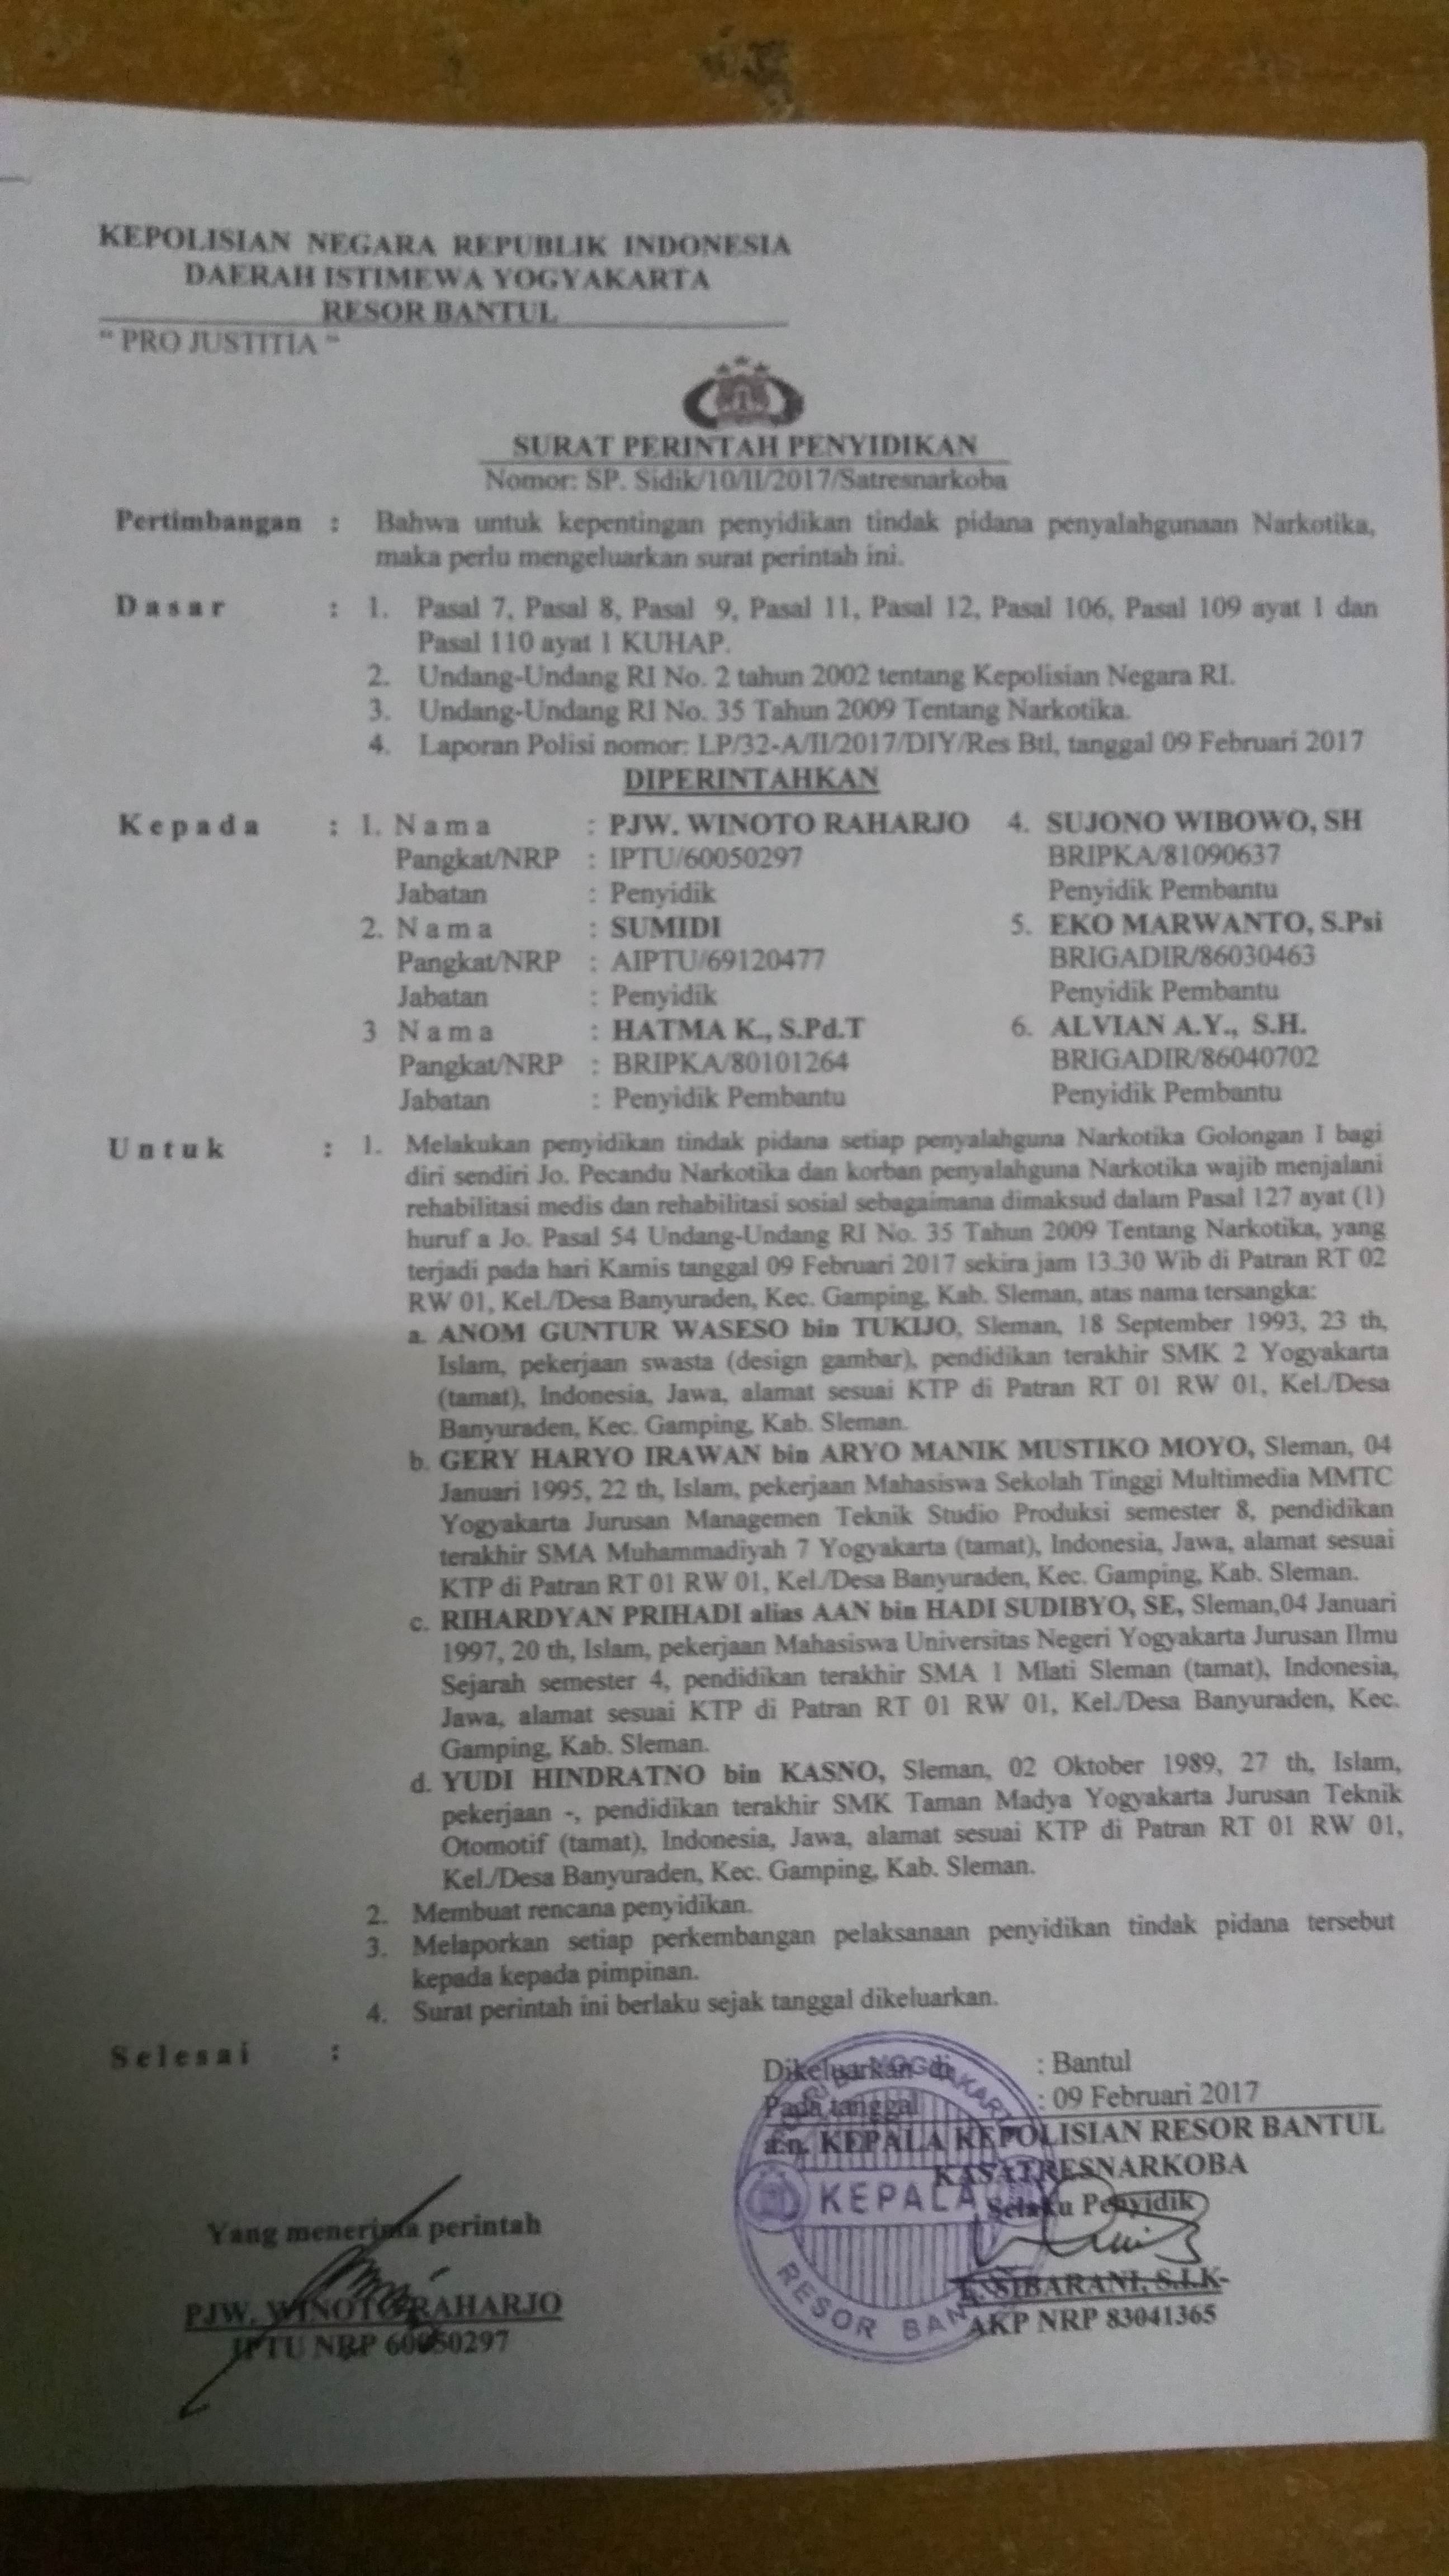 KEPOLISIAN NEGARA REPUBLIK INDONESIA
DAERAH ISTIMEWA YOGYAKARTA
RESOR BANTUL
" PRO JUSTITIA "
SURAT PERINTAH PENYIDIKAN
Nomor: SP. Sidik/10/II/2017/Satresnarkoba
Pertimbangan : Bahwa untuk kepentingan penyidikan tindak pidana penyalahgunaan Narkotika,
maka perlu mengeluarkan surat perintah ini.
Dasar : 1. Pasal 7, Pasal 8, Pasal 9, Pasal 11, Pasal 12, Pasal 106, Pasal 109 ayat 1 dan
Pasal 110 ayat 1 KUHAP.
2. Undang-Undang RI No. 2 tahun 2002 tentang Kepolisian Negara RI.
3. Undang-Undang RI No. 35 Tahun 2009 Tentang Narkotika.
4. Laporan Polisi nomor: LP/32-A/II/2017/DIY/Res Btl, tanggal 09 Februari 2017
DIPERINTAHKAN
Kepada : 1. Nama : PJW. WINOTO RAHARJO 4. SUJONO WIBOWO, SH
Pangkat/NRP : IPTU/60050297 BRIPKA/81090637
Jabatan : Penyidik Penyidik Pembantu
2. Nama : SUMIDI 5. EKO MARWANTO, S.Psi
Pangkat/NRP : AIPTU/69120477 BRIGADIR/86030463
Jabatan : Penyidik Penyidik Pembantu
3 Nama : HATMA K., S.Pd.T 6. ALVIAN A.Y., S.H.
Pangkat/NRP : BRIPKA/80101264 BRIGADIR/86040702
Jabatan : Penyidik Pembantu Penyidik Pembantu
Untuk : 1. Melakukan penyidikan tindak pidana setiap penyalahguna Narkotika Golongan I bagi
diri sendiri Jo. Pecandu Narkotika dan korban penyalahguna Narkotika wajib menjalani
rehabilitasi medis dan rehabilitasi sosial sebagaimana dimaksud dalam Pasal 127 ayat (1)
huruf a Jo. Pasal 54 Undang-Undang RI No. 35 Tahun 2009 Tentang Narkotika, yang
terjadi pada hari Kamis tanggal 09 Februari 2017 sekira jam 13.30 Wib di Patran RT 02
RW 01, Kel./Desa Banyuraden, Kec. Gamping, Kab. Sleman, atas nama tersangka:
a. ANOM GUNTUR WASESO bin TUKIJO, Sleman, 18 September 1993, 23 th,
Islam, pekerjaan swasta (design gambar), pendidikan terakhir SMK 2 Yogyakarta
(tamat), Indonesia, Jawa, alamat sesuai KTP di Patran RT 01 RW 01, Kel./Desa
Banyuraden, Kec. Gamping, Kab. Sleman.
b. GERY HARYO IRAWAN bin ARYO MANIK MUSTIKO MOYO, Sleman, 04
Januari 1995, 22 th, Islam, pekerjaan Mahasiswa Sekolah Tinggi Multimedia MMTC
Yogyakarta Jurusan Managemen Teknik Studio Produksi semester 8, pendidikan
terakhir SMA Muhammadiyah 7 Yogyakarta (tamat), Indonesia, Jawa, alamat sesuai
KTP di Patran RT 01 RW 01, Kel./Desa Banyuraden, Kec. Gamping, Kab. Sleman.
c. RIHARDYAN PRIHADI alias AAN bin HADI SUDIBYO, SE, Sleman,04 Januari
1997, 20 th, Islam, pekerjaan Mahasiswa Universitas Negeri Yogyakarta Jurusan Ilmu
Sejarah semester 4, pendidikan terakhir SMA 1 Mlati Sleman (tamat), Indonesia,
Jawa, alamat sesuai KTP di Patran RT 01 RW 01, Kel./Desa Banyuraden, Kec.
Gamping, Kab. Sleman.
d. YUDI HINDRATNO bin KASNO, Sleman, 02 Oktober 1989, 27 th, Islam,
pekerjaan -, pendidikan terakhir SMK Taman Madya Yogyakarta Jurusan Teknik
Otomotif (tamat), Indonesia, Jawa, alamat sesuai KTP di Patran RT 01 RW 01,
Kel./Desa Banyuraden, Kec. Gamping, Kab. Sleman.
2. Membuat rencana penyidikan.
3. Melaporkan setiap perkembangan pelaksanaan penyidikan tindak pidana tersebut
kepada kepada pimpinan.
4. Surat perintah ini berlaku sejak tanggal dikeluarkan.
Selesai :
Dikeluarkan di : Bantul
Pada tanggal : 09 Februari 2017
a.n. KEPALA KEPOLISIAN RESOR BANTUL
KASATRESNARKOBA
Selaku Penyidik
KEPALA
RESOR BANTUL
SIBARANI, S.I.K
AKP NRP 83041365
Yang menerima perintah
PJW. WINOTO RAHARJO
IPTU NRP 60050297